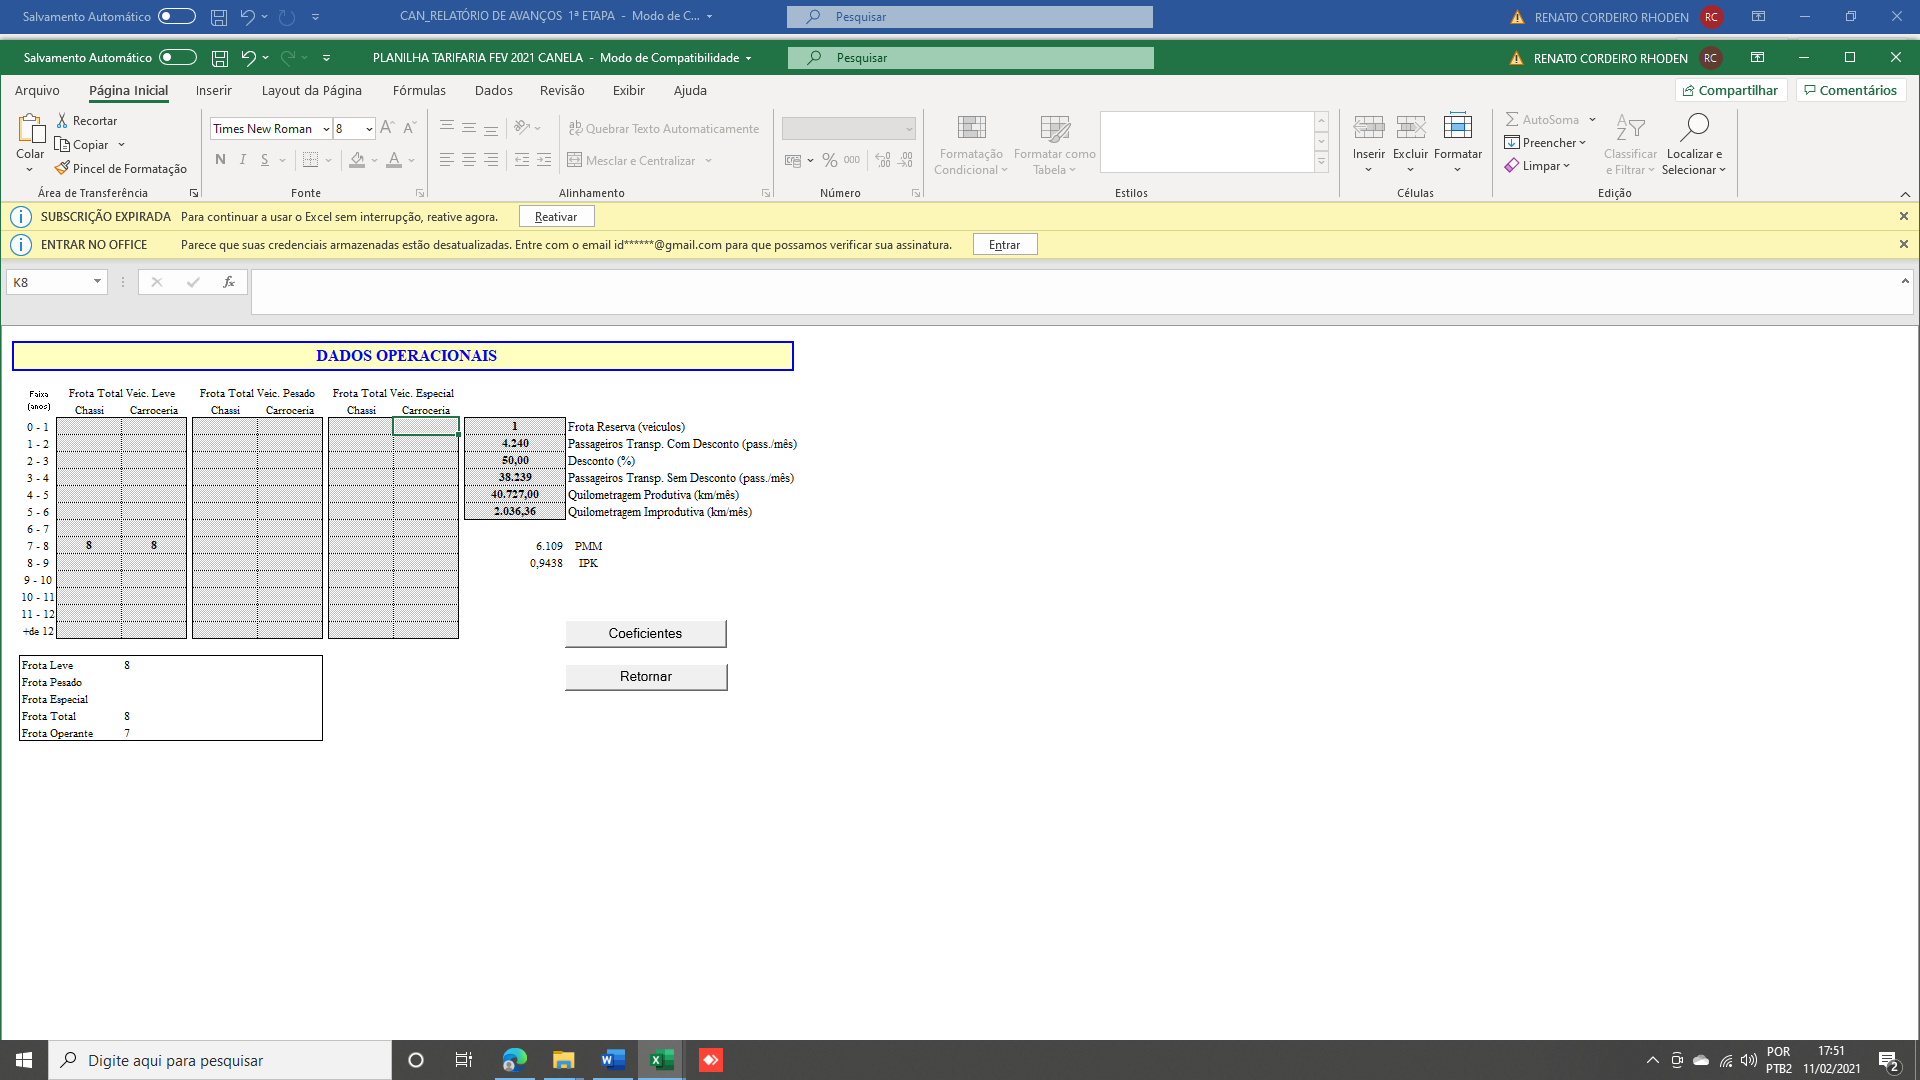 Salvamento Automático
CAN_RELATÓRIO DE AVANÇOS 1ª ETAPA - Modo de C...
Pesquisar
RENATO CORDEIRO RHODEN
RC
Salvamento Automático
PLANILHA TARIFARIA FEV 2021 CANELA - Modo de Compatibilidade
Pesquisar
RENATO CORDEIRO RHODEN
RC
Arquivo
Página Inicial
Inserir
Layout da Página
Fórmulas
Dados
Revisão
Exibir
Ajuda
Compartilhar
Comentários
Colar
Recortar
Copiar
Pincel de Formatação
Área de Transferência
Times New Roman
8
N I S
Fonte
Quebrar Texto Automaticamente
Mesclar e Centralizar
Alinhamento
% 000
Número
Formatação Condicional
Formatar como Tabela
Estilos
Inserir
Excluir
Formatar
Células
AutoSoma
Preencher
Limpar
Classificar e Filtrar
Localizar e Selecionar
Edição
SUBSCRIÇÃO EXPIRADA Para continuar a usar o Excel sem interrupção, reative agora. Reativar
ENTRAR NO OFFICE Parece que suas credenciais armazenadas estão desatualizadas. Entre com o email id******@gmail.com para que possamos verificar sua assinatura. Entrar
K8
fx
DADOS OPERACIONAIS
Faixa (anos)
Frota Total Veic. Leve
Frota Total Veic. Pesado
Frota Total Veic. Especial
Chassi Carroceria Chassi Carroceria Chassi Carroceria
0 - 1 1 Frota Reserva (veículos)
1 - 2 4.240 Passageiros Transp. Com Desconto (pass./mês)
2 - 3 50,00 Desconto (%)
3 - 4 38.239 Passageiros Transp. Sem Desconto (pass./mês)
4 - 5 40.727,00 Quilometragem Produtiva (km/mês)
5 - 6 2.036,36 Quilometragem Improdutiva (km/mês)
6 - 7
7 - 8 8 8 6.109 PMM
8 - 9 0,9438 IPK
9 - 10
10 - 11
11 - 12
+de 12
Coeficientes
Retornar
Frota Leve 8
Frota Pesado
Frota Especial
Frota Total 8
Frota Operante 7
Digite aqui para pesquisar
POR
PTB2
17:51
11/02/2021
2